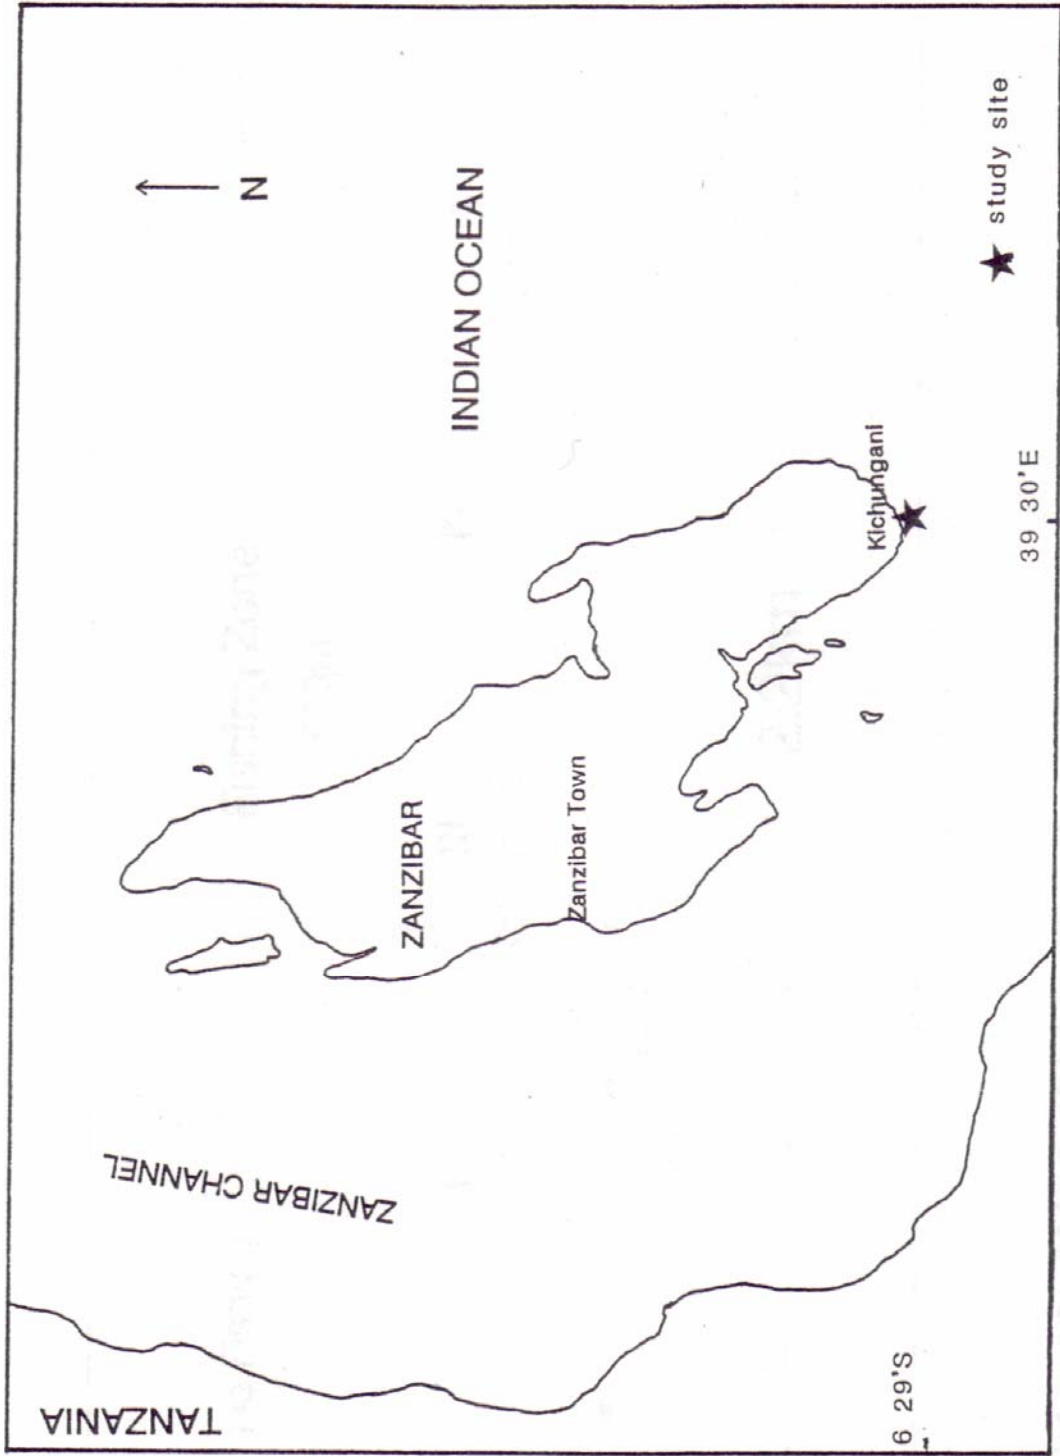 TANZANIA
ZANZIBAR CHANNEL
N
INDIAN OCEAN
ZANZIBAR
Zanzibar Town
Kichungani
6 29'S
39 30'E
study site